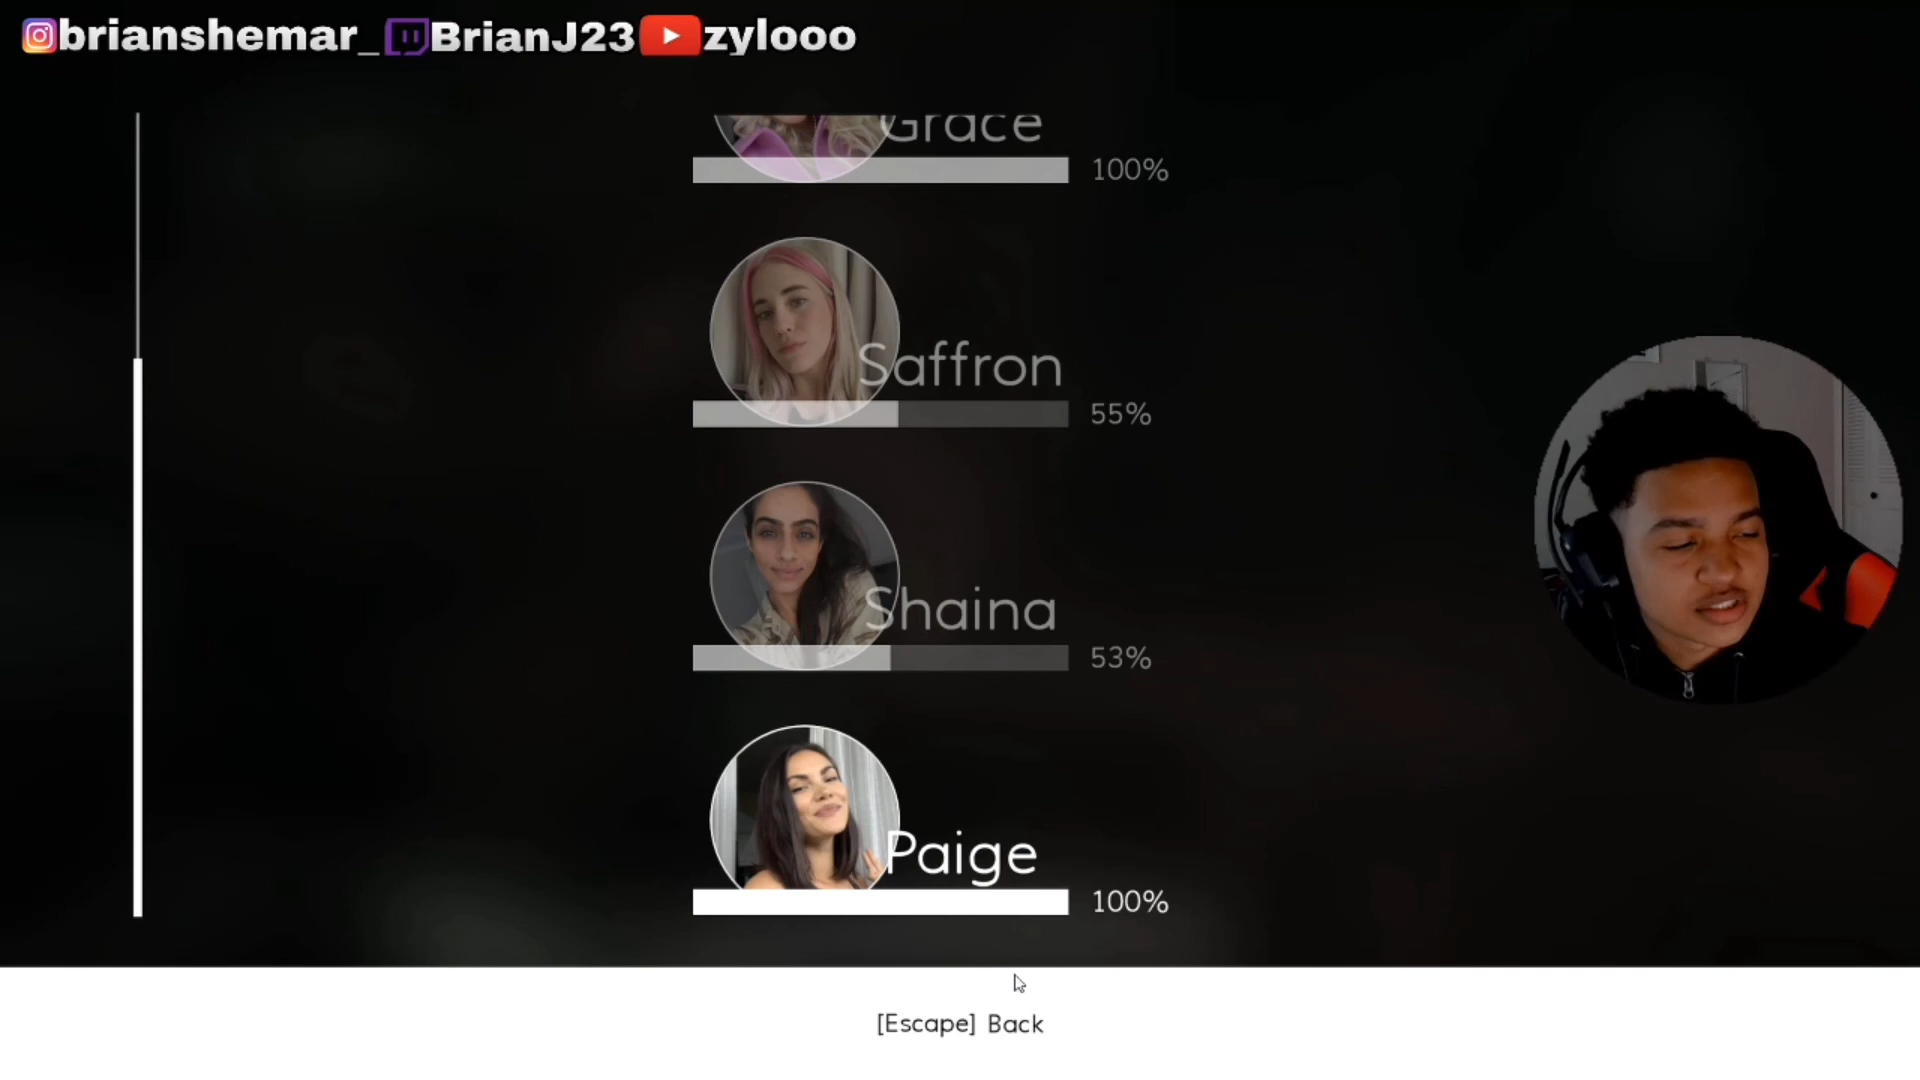 brianshemar_ BrianJ23 zylooo
Grace
100%
Saffron
55%
Shaina
53%
Paige
100%
[Escape] Back